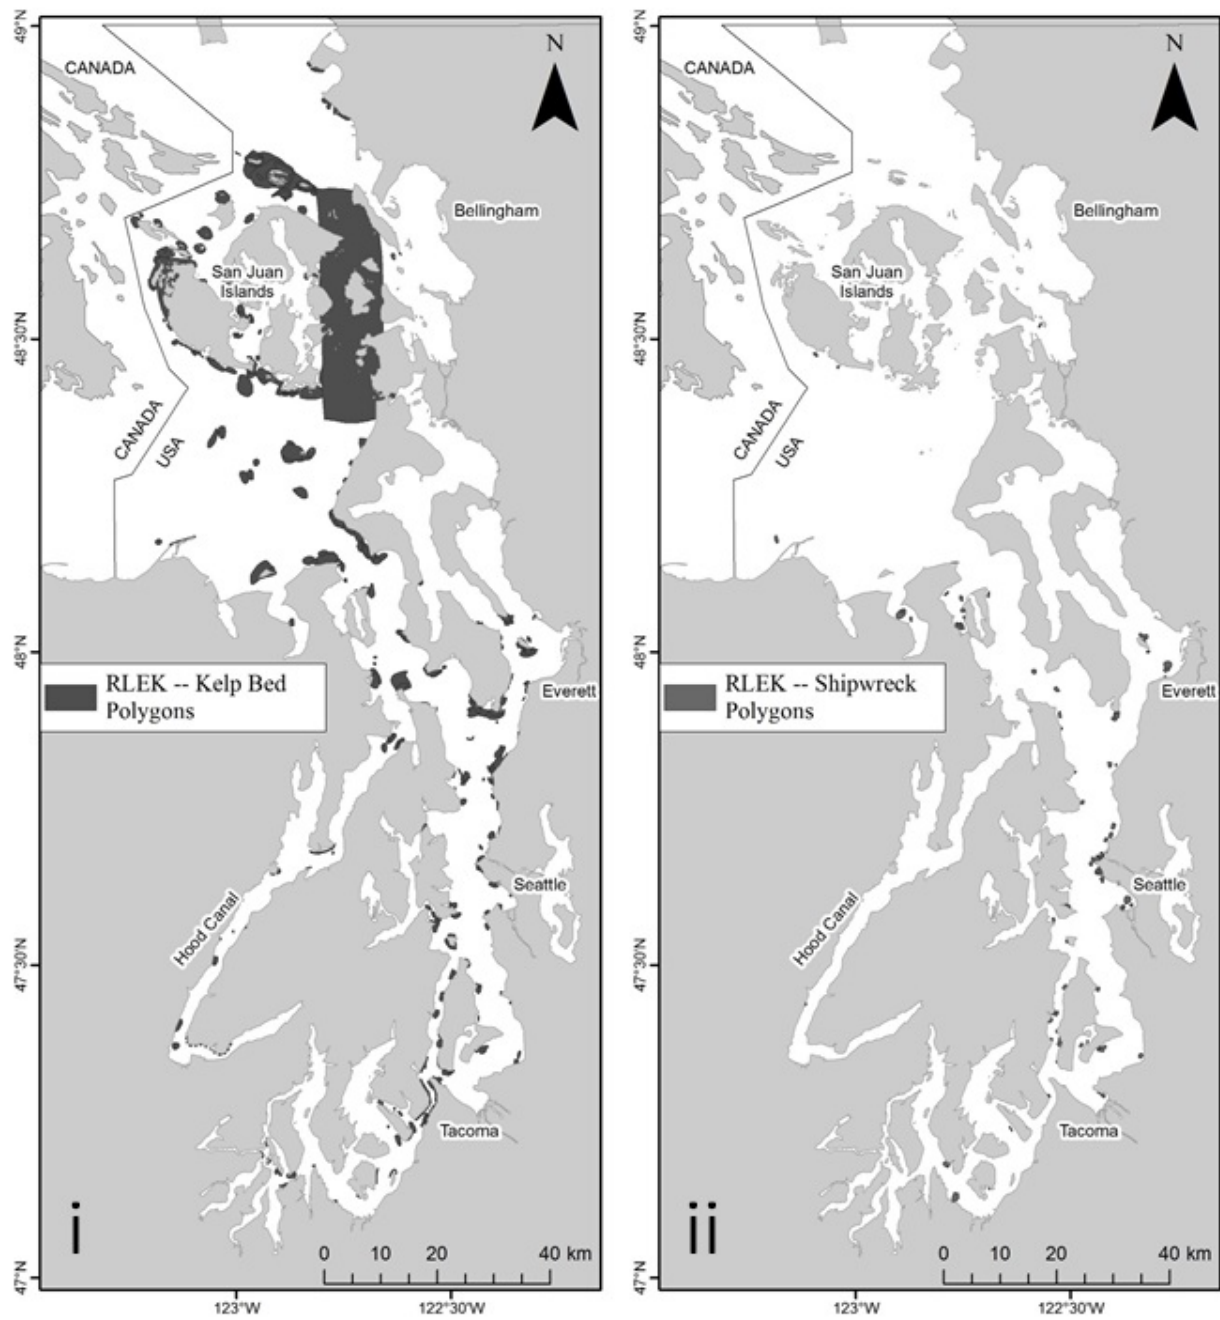 49°N
CANADA
N
Bellingham
San Juan
Islands
48°30'N
CANADA
USA
48°N
RLEK -- Kelp Bed
Polygons
Everett
Hood Canal
Seattle
47°30'N
Tacoma
i
0 10 20 40 km
47°N
123°W
122°30'W
49°N
CANADA
N
Bellingham
San Juan
Islands
48°30'N
CANADA
USA
48°N
RLEK -- Shipwreck
Polygons
Everett
Hood Canal
Seattle
47°30'N
Tacoma
ii
0 10 20 40 km
47°N
123°W
122°30'W